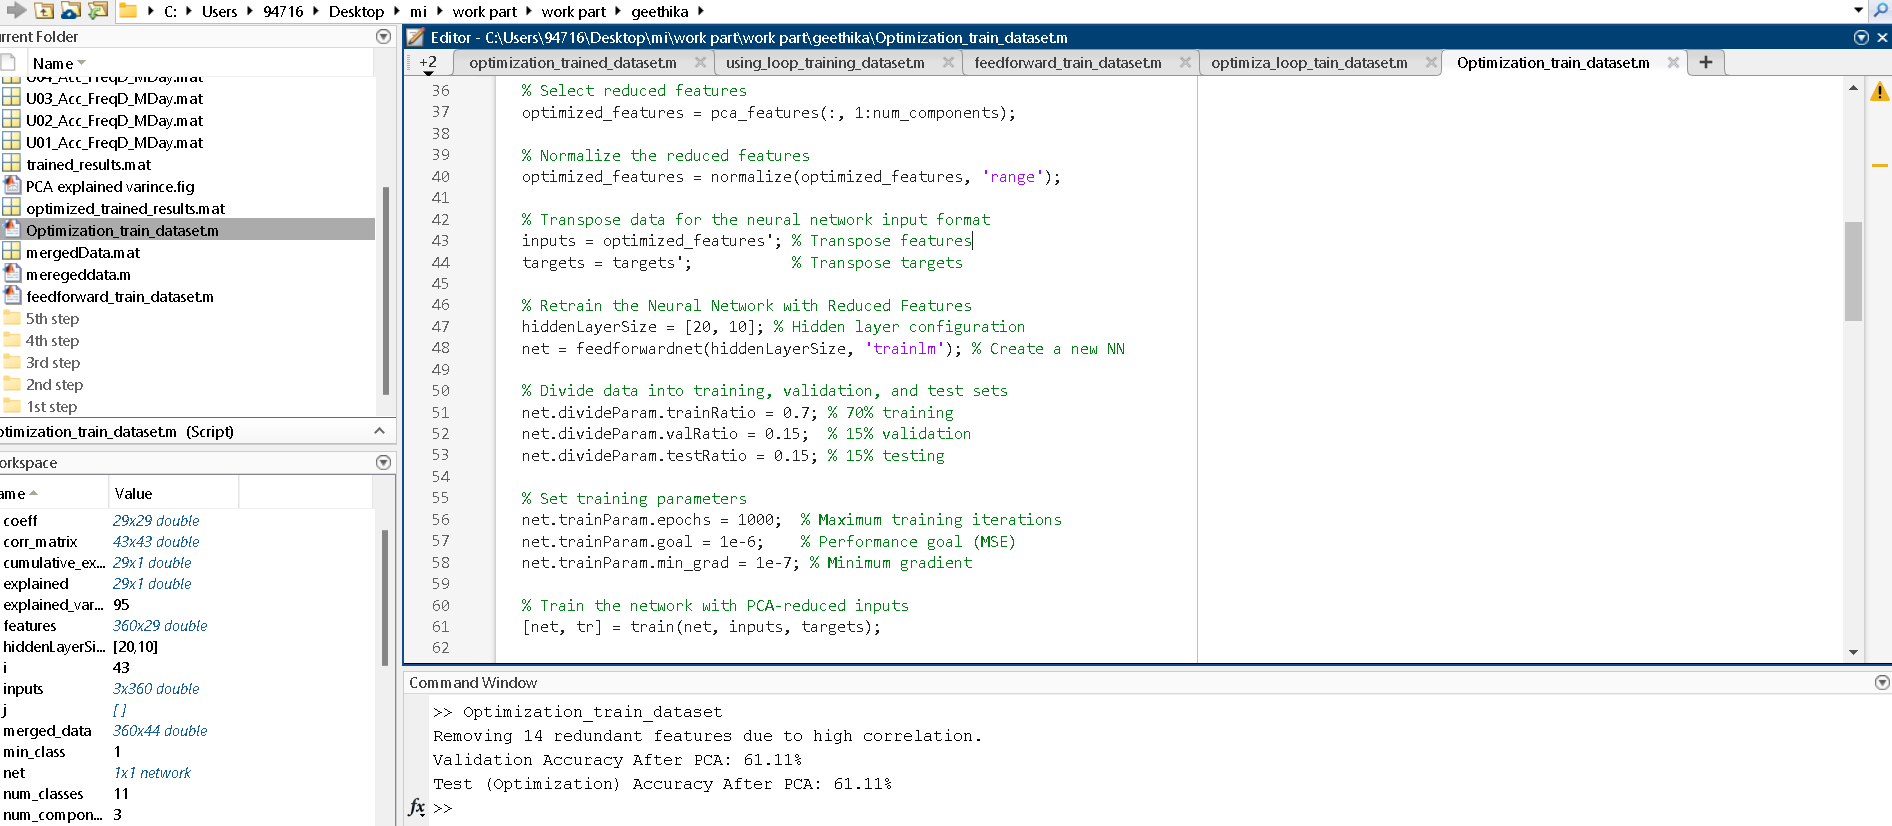 C: Users 94716 Desktop mi work part work part geethika
urrent Folder
Name
U04_Acc_FreqD_MDay.mat
U03_Acc_FreqD_MDay.mat
U02_Acc_FreqD_MDay.mat
U01_Acc_FreqD_MDay.mat
trained_results.mat
PCA explained varince.fig
optimized_trained_results.mat
Optimization_train_dataset.m
mergedData.mat
meregeddata.m
feedforward_train_dataset.m
5th step
4th step
3rd step
2nd step
1st step
ptimization_train_dataset.m (Script)
orkspace
ame Value
coeff 29x29 double
corr_matrix 43x43 double
cumulative_ex... 29x1 double
explained 29x1 double
explained_var... 95
features 360x29 double
hiddenLayerSi... [20,10]
i 43
inputs 3x360 double
j []
merged_data 360x44 double
min_class 1
net 1x1 network
num_classes 11
num_compon... 3
Editor - C:\Users\94716\Desktop\mi\work part\work part\geethika\Optimization_train_dataset.m
+2 optimization_trained_dataset.m using_loop_training_dataset.m feedforward_train_dataset.m optimiza_loop_tain_dataset.m Optimization_train_dataset.m +
36 % Select reduced features
37 optimized_features = pca_features(:, 1:num_components);
38
39 % Normalize the reduced features
40 optimized_features = normalize(optimized_features, 'range');
41
42 % Transpose data for the neural network input format
43 inputs = optimized_features'; % Transpose features
44 targets = targets'; % Transpose targets
45
46 % Retrain the Neural Network with Reduced Features
47 hiddenLayerSize = [20, 10]; % Hidden layer configuration
48 net = feedforwardnet(hiddenLayerSize, 'trainlm'); % Create a new NN
49
50 % Divide data into training, validation, and test sets
51 net.divideParam.trainRatio = 0.7; % 70% training
52 net.divideParam.valRatio = 0.15; % 15% validation
53 net.divideParam.testRatio = 0.15; % 15% testing
54
55 % Set training parameters
56 net.trainParam.epochs = 1000; % Maximum training iterations
57 net.trainParam.goal = 1e-6; % Performance goal (MSE)
58 net.trainParam.min_grad = 1e-7; % Minimum gradient
59
60 % Train the network with PCA-reduced inputs
61 [net, tr] = train(net, inputs, targets);
62
Command Window
>> Optimization_train_dataset
Removing 14 redundant features due to high correlation.
Validation Accuracy After PCA: 61.11%
Test (Optimization) Accuracy After PCA: 61.11%
fx >>